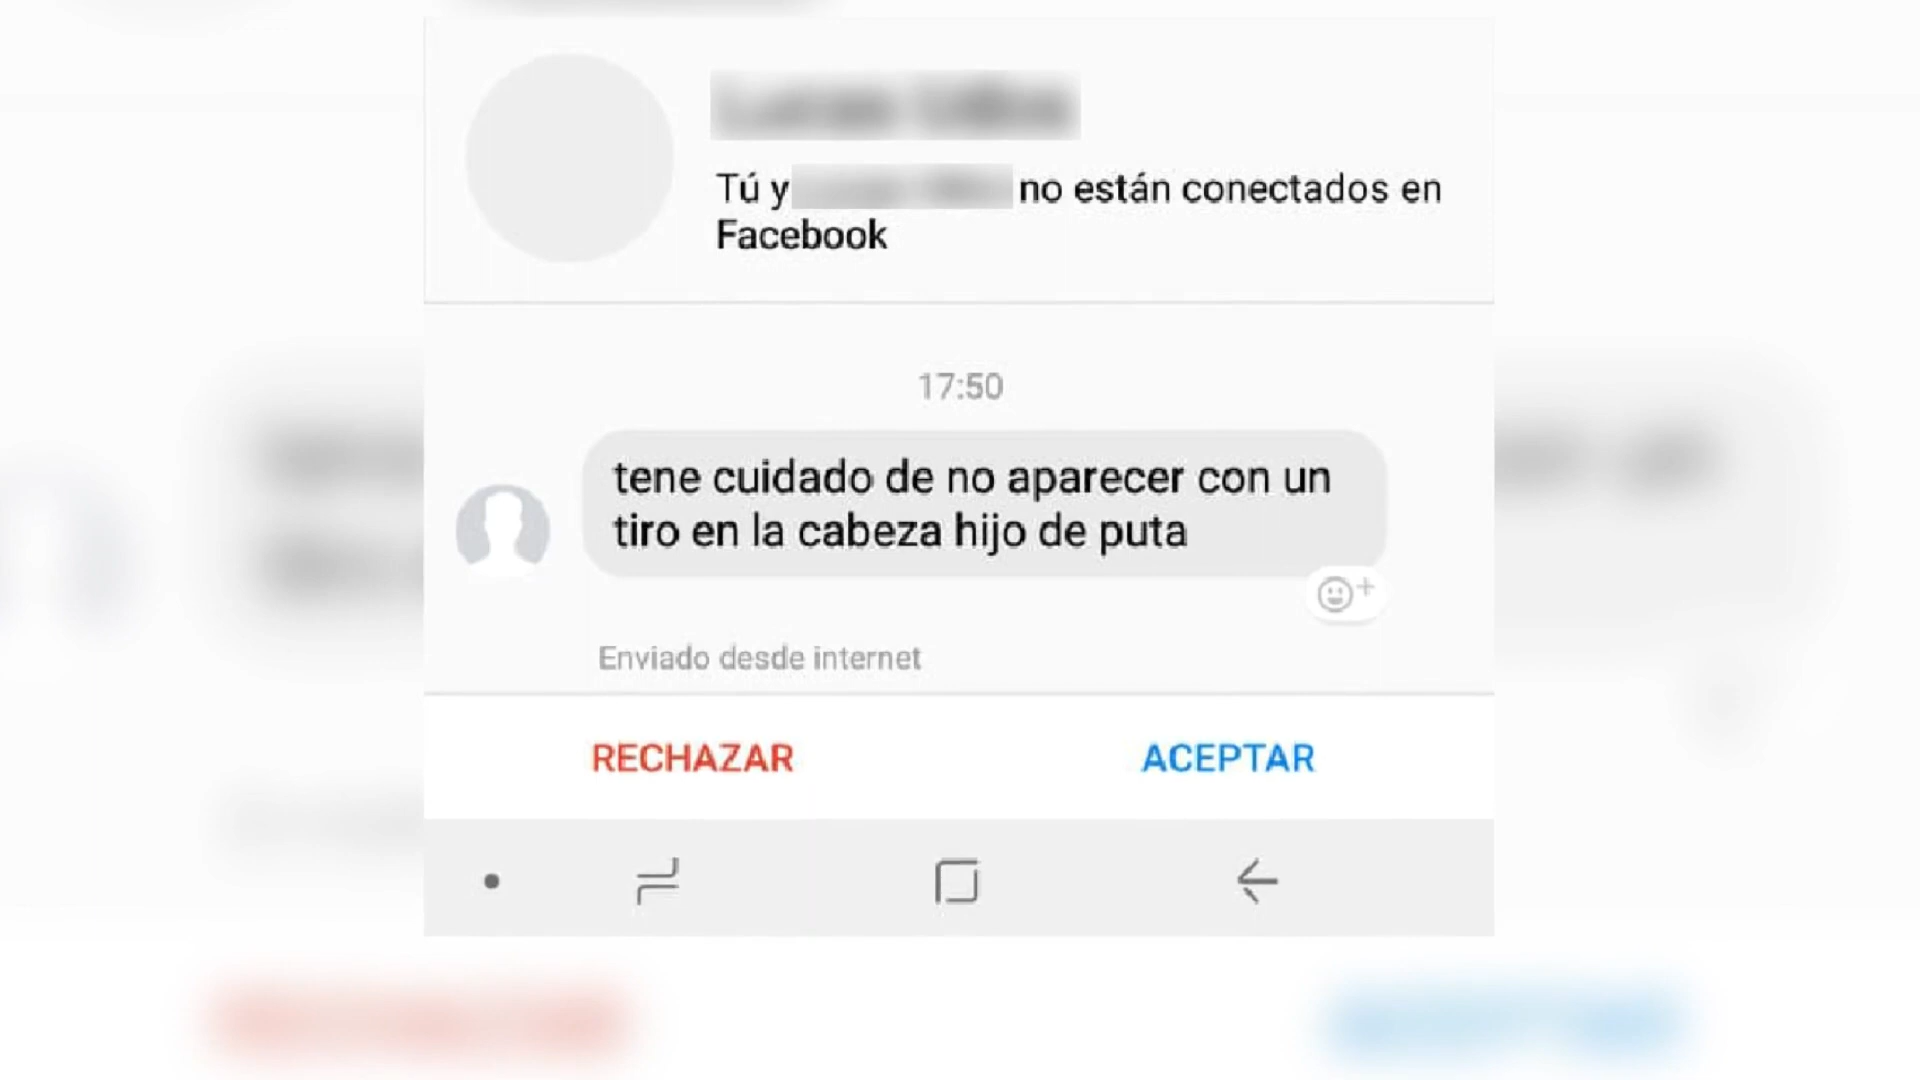 Tú y no están conectados en
Facebook
17:50
tene cuidado de no aparecer con un
tiro en la cabeza hijo de puta
Enviado desde internet
RECHAZAR ACEPTAR